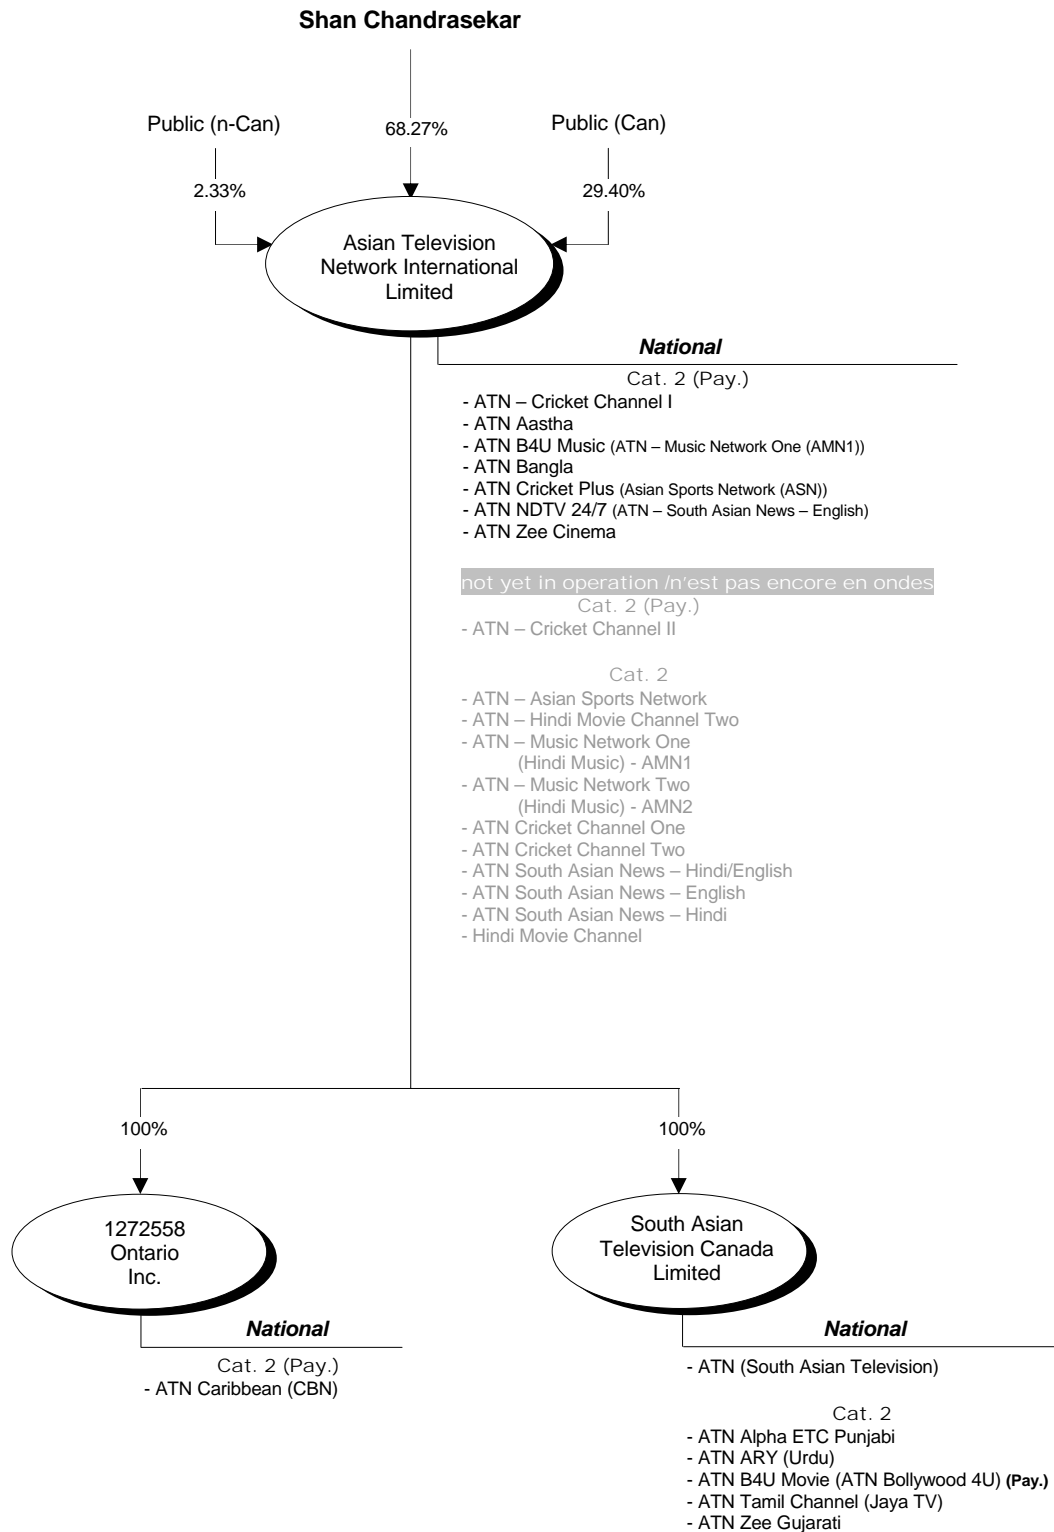 Shan Chandrasekar
Public (n-Can)
68.27%
Public (Can)
2.33%
29.40%
Asian Television
Network International
Limited
National
Cat. 2 (Pay.)
- ATN – Cricket Channel I
- ATN Aastha
- ATN B4U Music (ATN – Music Network One (AMN1))
- ATN Bangla
- ATN Cricket Plus (Asian Sports Network (ASN))
- ATN NDTV 24/7 (ATN – South Asian News – English)
- ATN Zee Cinema
not yet in operation /n'est pas encore en ondes
Cat. 2 (Pay.)
- ATN – Cricket Channel II
Cat. 2
- ATN – Asian Sports Network
- ATN – Hindi Movie Channel Two
- ATN – Music Network One
(Hindi Music) - AMN1
- ATN – Music Network Two
(Hindi Music) - AMN2
- ATN Cricket Channel One
- ATN Cricket Channel Two
- ATN South Asian News – Hindi/English
- ATN South Asian News – English
- ATN South Asian News – Hindi
- Hindi Movie Channel
100%
100%
1272558
Ontario
Inc.
National
Cat. 2 (Pay.)
- ATN Caribbean (CBN)
South Asian
Television Canada
Limited
National
- ATN (South Asian Television)
Cat. 2
- ATN Alpha ETC Punjabi
- ATN ARY (Urdu)
- ATN B4U Movie (ATN Bollywood 4U) (Pay.)
- ATN Tamil Channel (Jaya TV)
- ATN Zee Gujarati